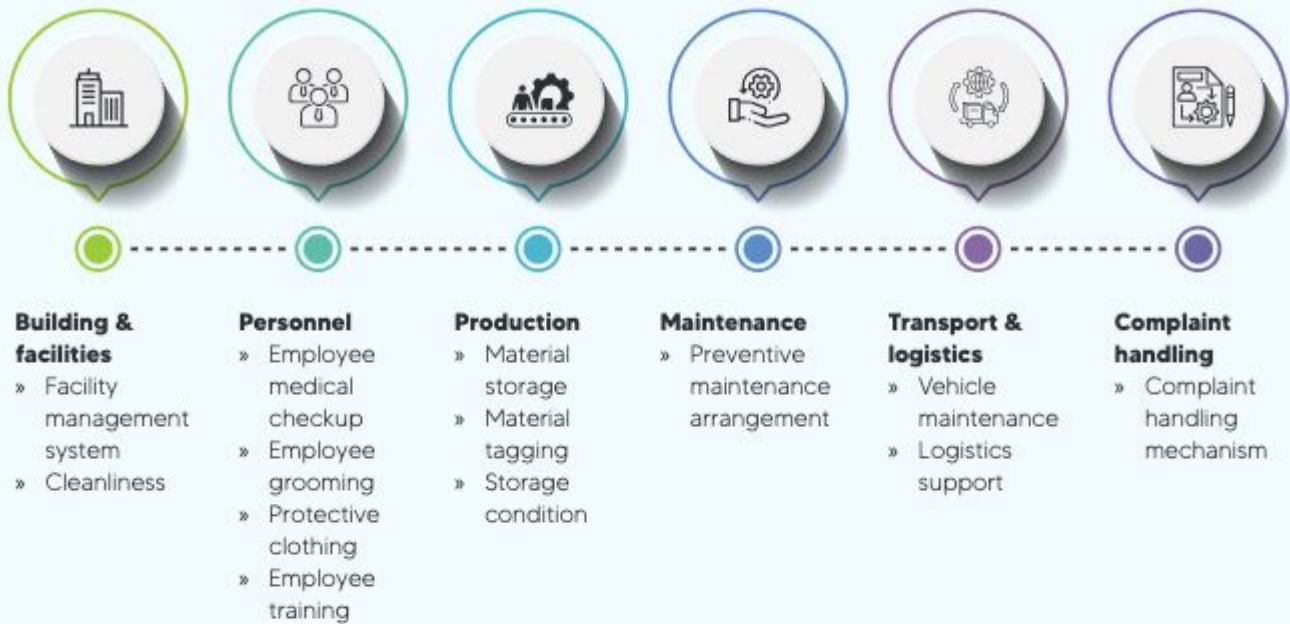 Building &
facilities
» Facility
management
system
» Cleanliness
Personnel
» Employee
medical
checkup
» Employee
grooming
» Protective
clothing
» Employee
training
Production
» Material
storage
» Material
tagging
» Storage
condition
Maintenance
» Preventive
maintenance
arrangement
Transport &
logistics
» Vehicle
maintenance
» Logistics
support
Complaint
handling
» Complaint
handling
mechanism